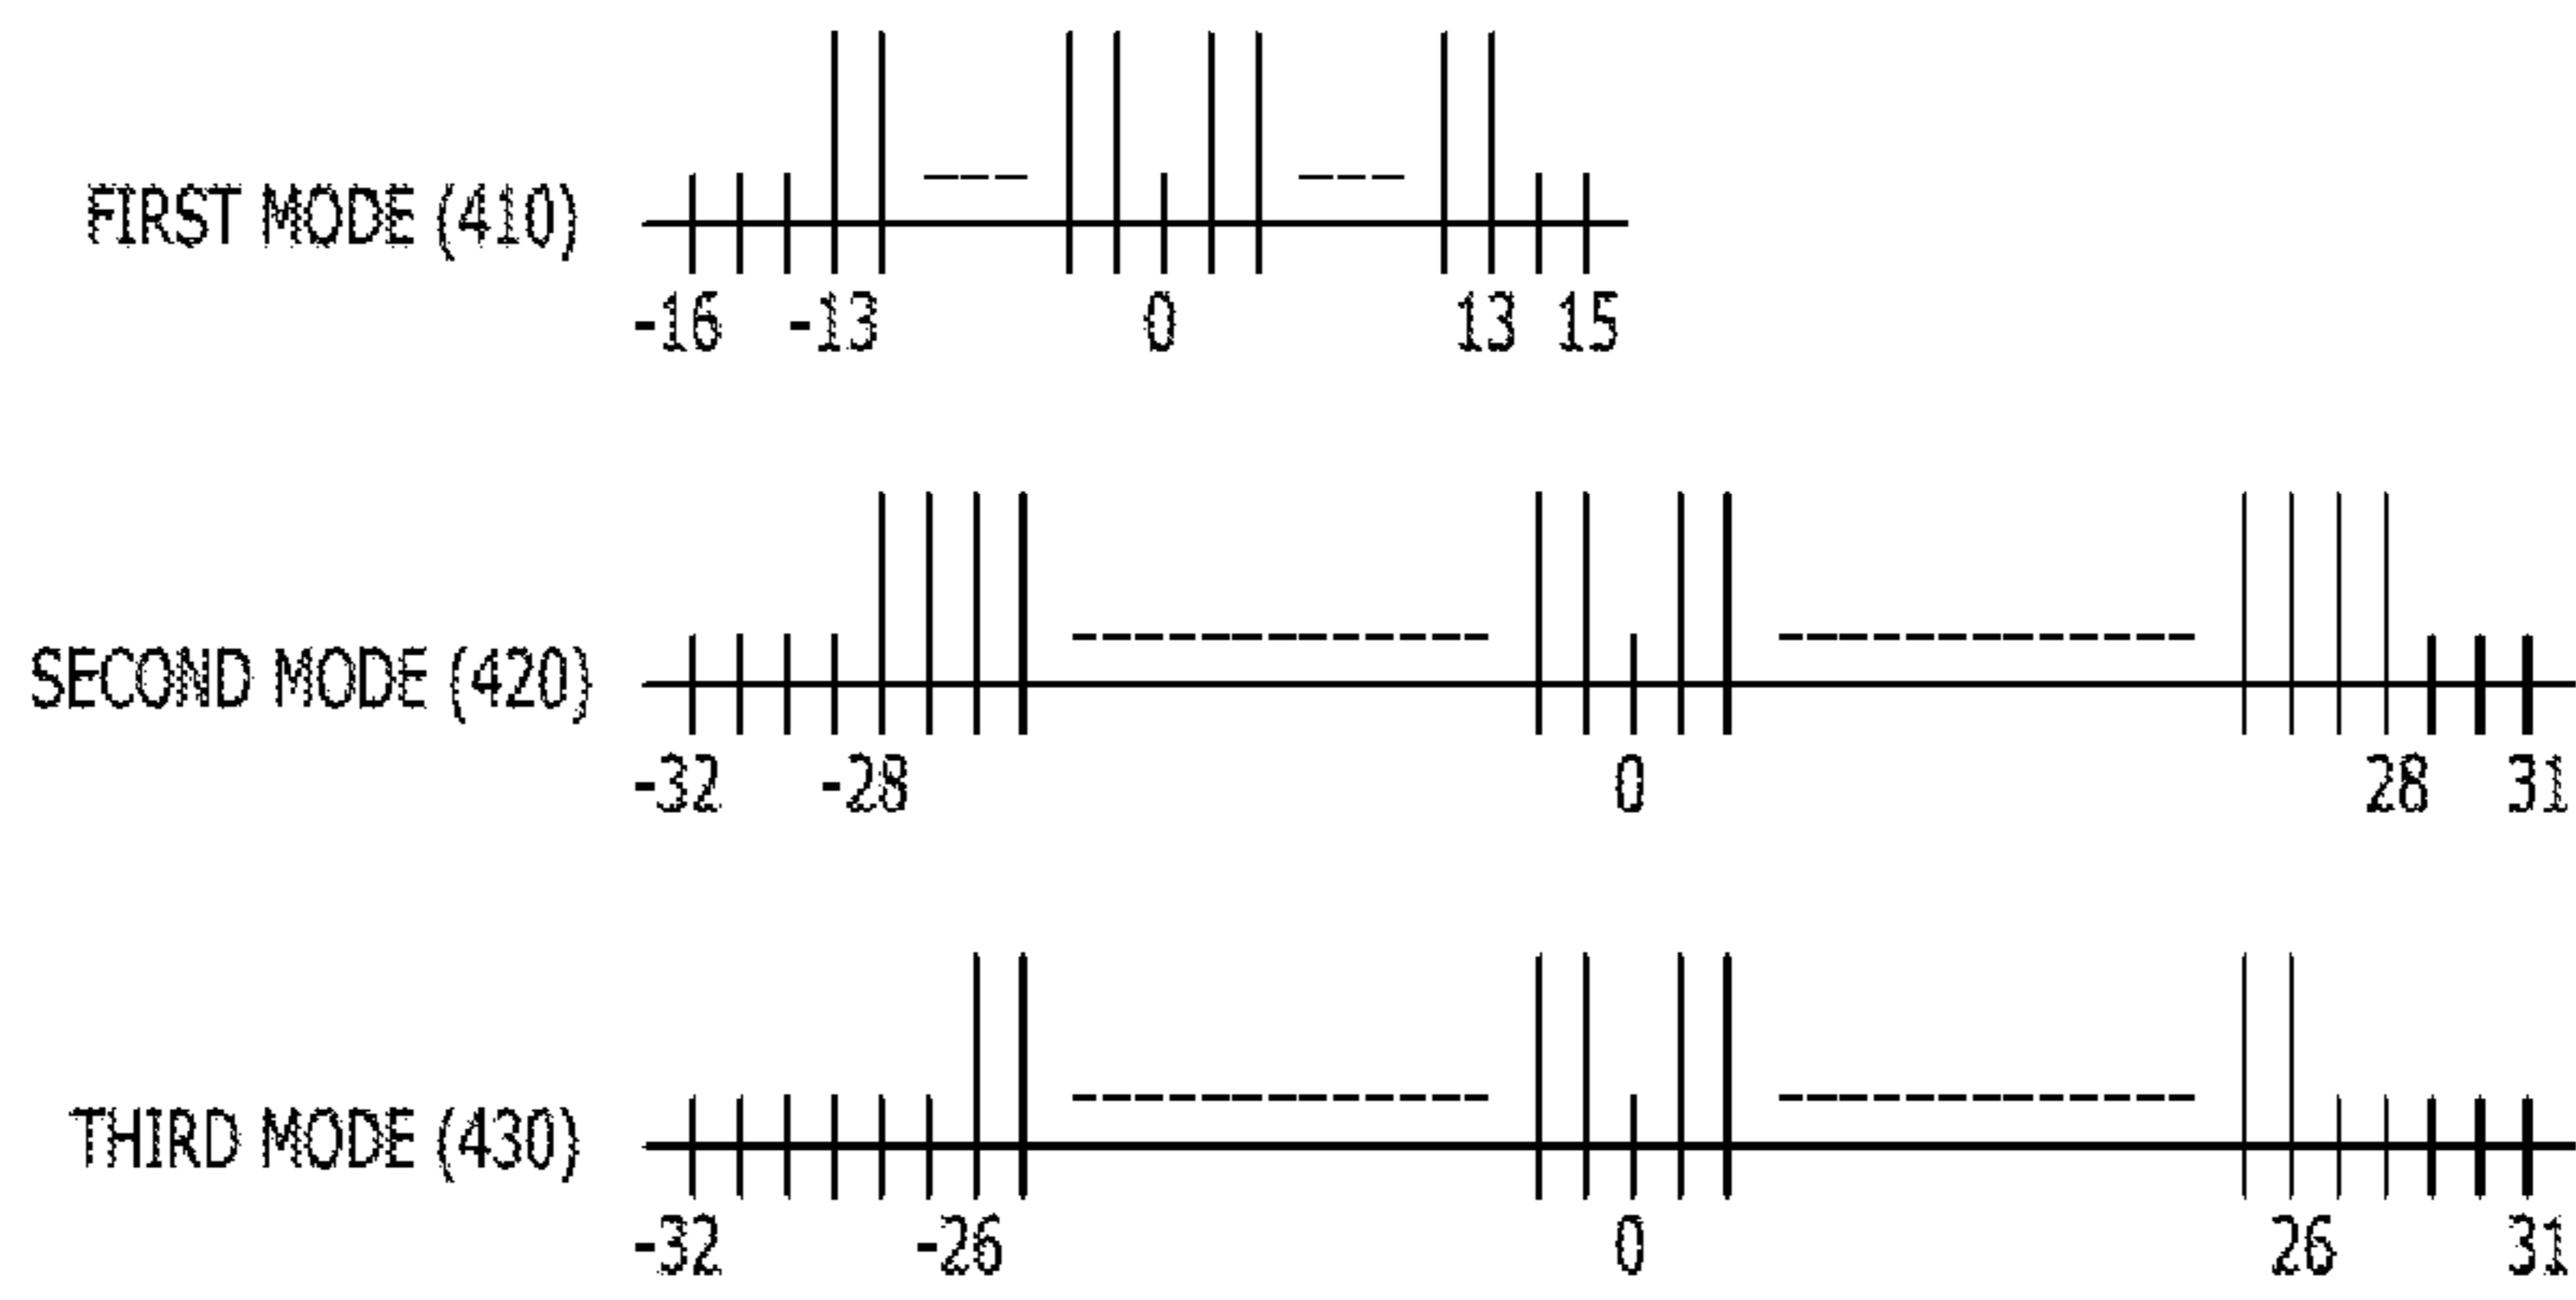 FIRST MODE (410)
-16 -13 0 13 15
SECOND MODE (420)
-32 -28 0 28 31
THIRD MODE (430)
-32 -26 0 26 31